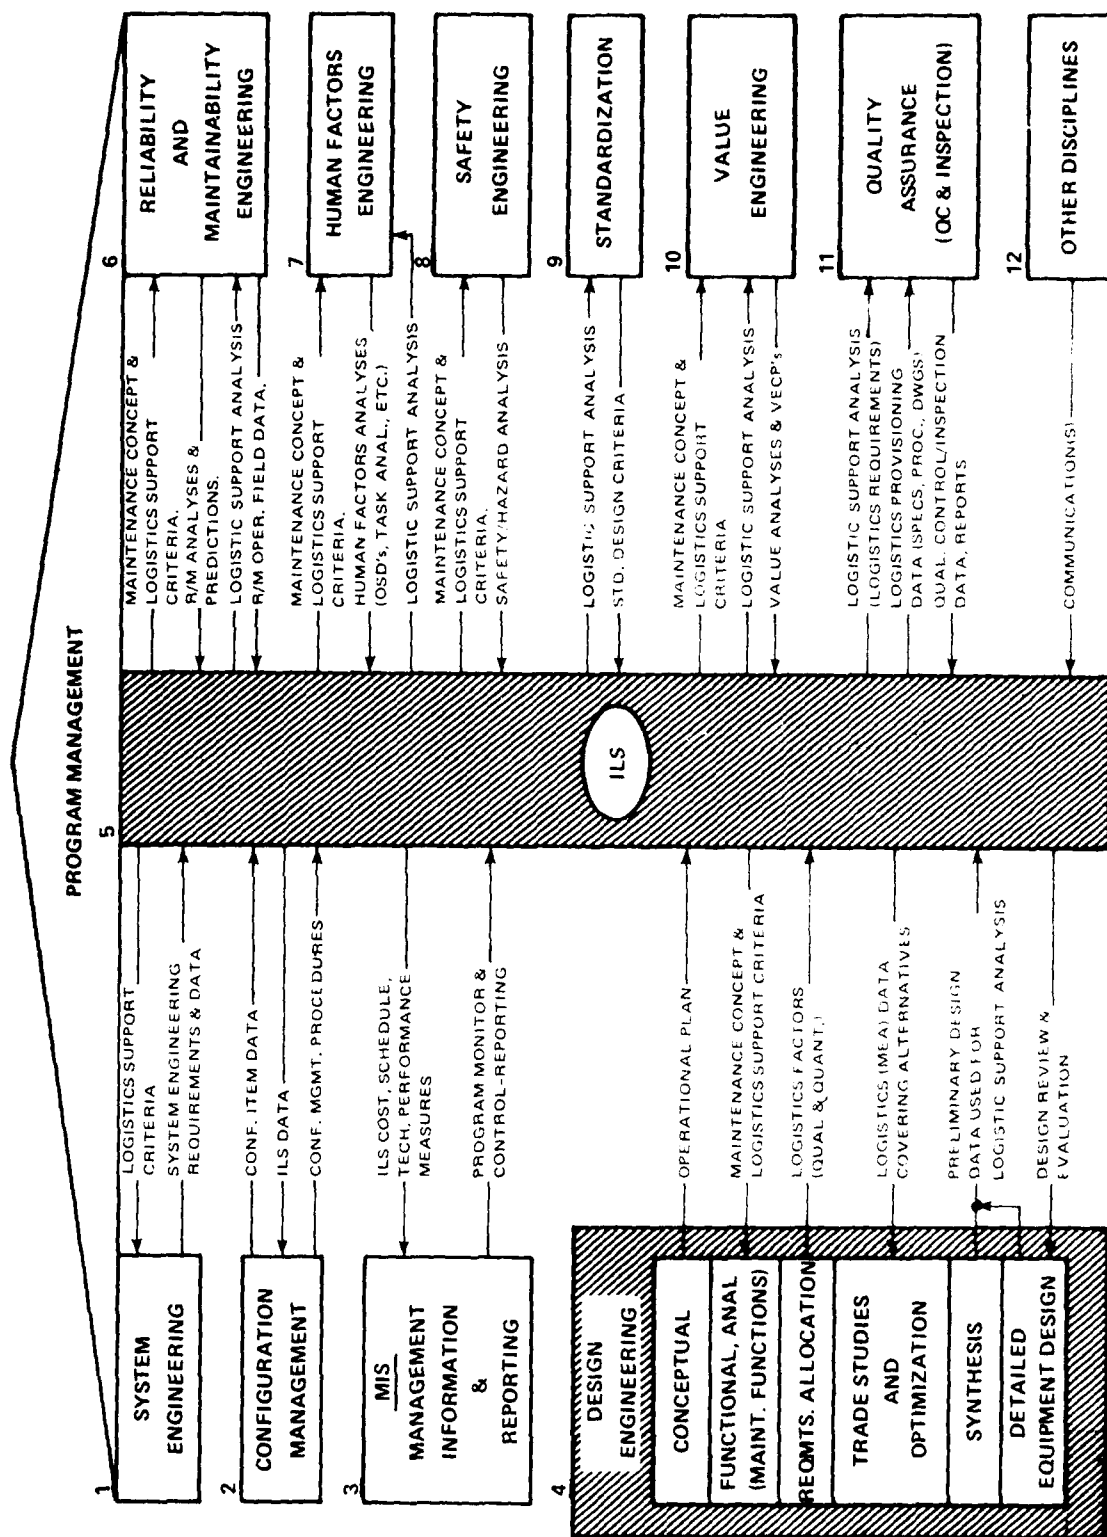 PROGRAM MANAGEMENT
1
SYSTEM
ENGINEERING
LOGISTICS SUPPORT
CRITERIA
SYSTEM ENGINEERING
REQUIREMENTS & DATA
2
CONFIGURATION
MANAGEMENT
CONF. ITEM DATA
ILS DATA
CONF. MGMT. PROCEDURES
3
MIS
MANAGEMENT
INFORMATION
&
REPORTING
ILS COST, SCHEDULE,
TECH, PERFORMANCE
MEASURES
PROGRAM MONITOR &
CONTROL-REPORTING
4
DESIGN
ENGINEERING
CONCEPTUAL
FUNCTIONAL, ANAL
(MAINT. FUNCTIONS)
REQMTS. ALLOCATION
TRADE STUDIES
AND
OPTIMIZATION
SYNTHESIS
DETAILED
EQUIPMENT DESIGN
OPERATIONAL PLAN
MAINTENANCE CONCEPT &
LOGISTICS SUPPORT CRITERIA
LOGISTICS FACTORS
(QUAL & QUANT.)
LOGISTICS (MEA) DATA
COVERING ALTERNATIVES
PRELIMINARY DESIGN
DATA USED FOR
LOGISTIC SUPPORT ANALYSIS
DESIGN REVIEW &
EVALUATION
5
ILS
6
RELIABILITY
AND
MAINTAINABILITY
ENGINEERING
MAINTENANCE CONCEPT &
LOGISTICS SUPPORT
CRITERIA.
R/M ANALYSES &
PREDICTIONS.
LOGISTIC SUPPORT ANALYSIS
R/M OPER. FIELD DATA.
7
HUMAN FACTORS
ENGINEERING
MAINTENANCE CONCEPT &
LOGISTICS SUPPORT
CRITERIA.
HUMAN FACTORS ANALYSES
(OSD's, TASK ANAL., ETC.)
LOGISTIC SUPPORT ANALYSIS
8
SAFETY
ENGINEERING
MAINTENANCE CONCEPT &
LOGISTICS SUPPORT
CRITERIA.
SAFETY/HAZARD ANALYSIS
9
STANDARDIZATION
LOGISTIC SUPPORT ANALYSIS
STD. DESIGN CRITERIA
10
VALUE
ENGINEERING
MAINTENANCE CONCEPT &
LOGISTICS SUPPORT
CRITERIA
LOGISTIC SUPPORT ANALYSIS
VALUE ANALYSES & VECP's
11
QUALITY
ASSURANCE
(QC & INSPECTION)
LOGISTIC SUPPORT ANALYSIS
(LOGISTICS REQUIREMENTS)
LOGISTICS PROVISIONING
DATA (SPECS, PROC., DWGS)
QUAL. CONTROL/INSPECTION
DATA, REPORTS
12
OTHER DISCIPLINES
COMMUNICATION(S)